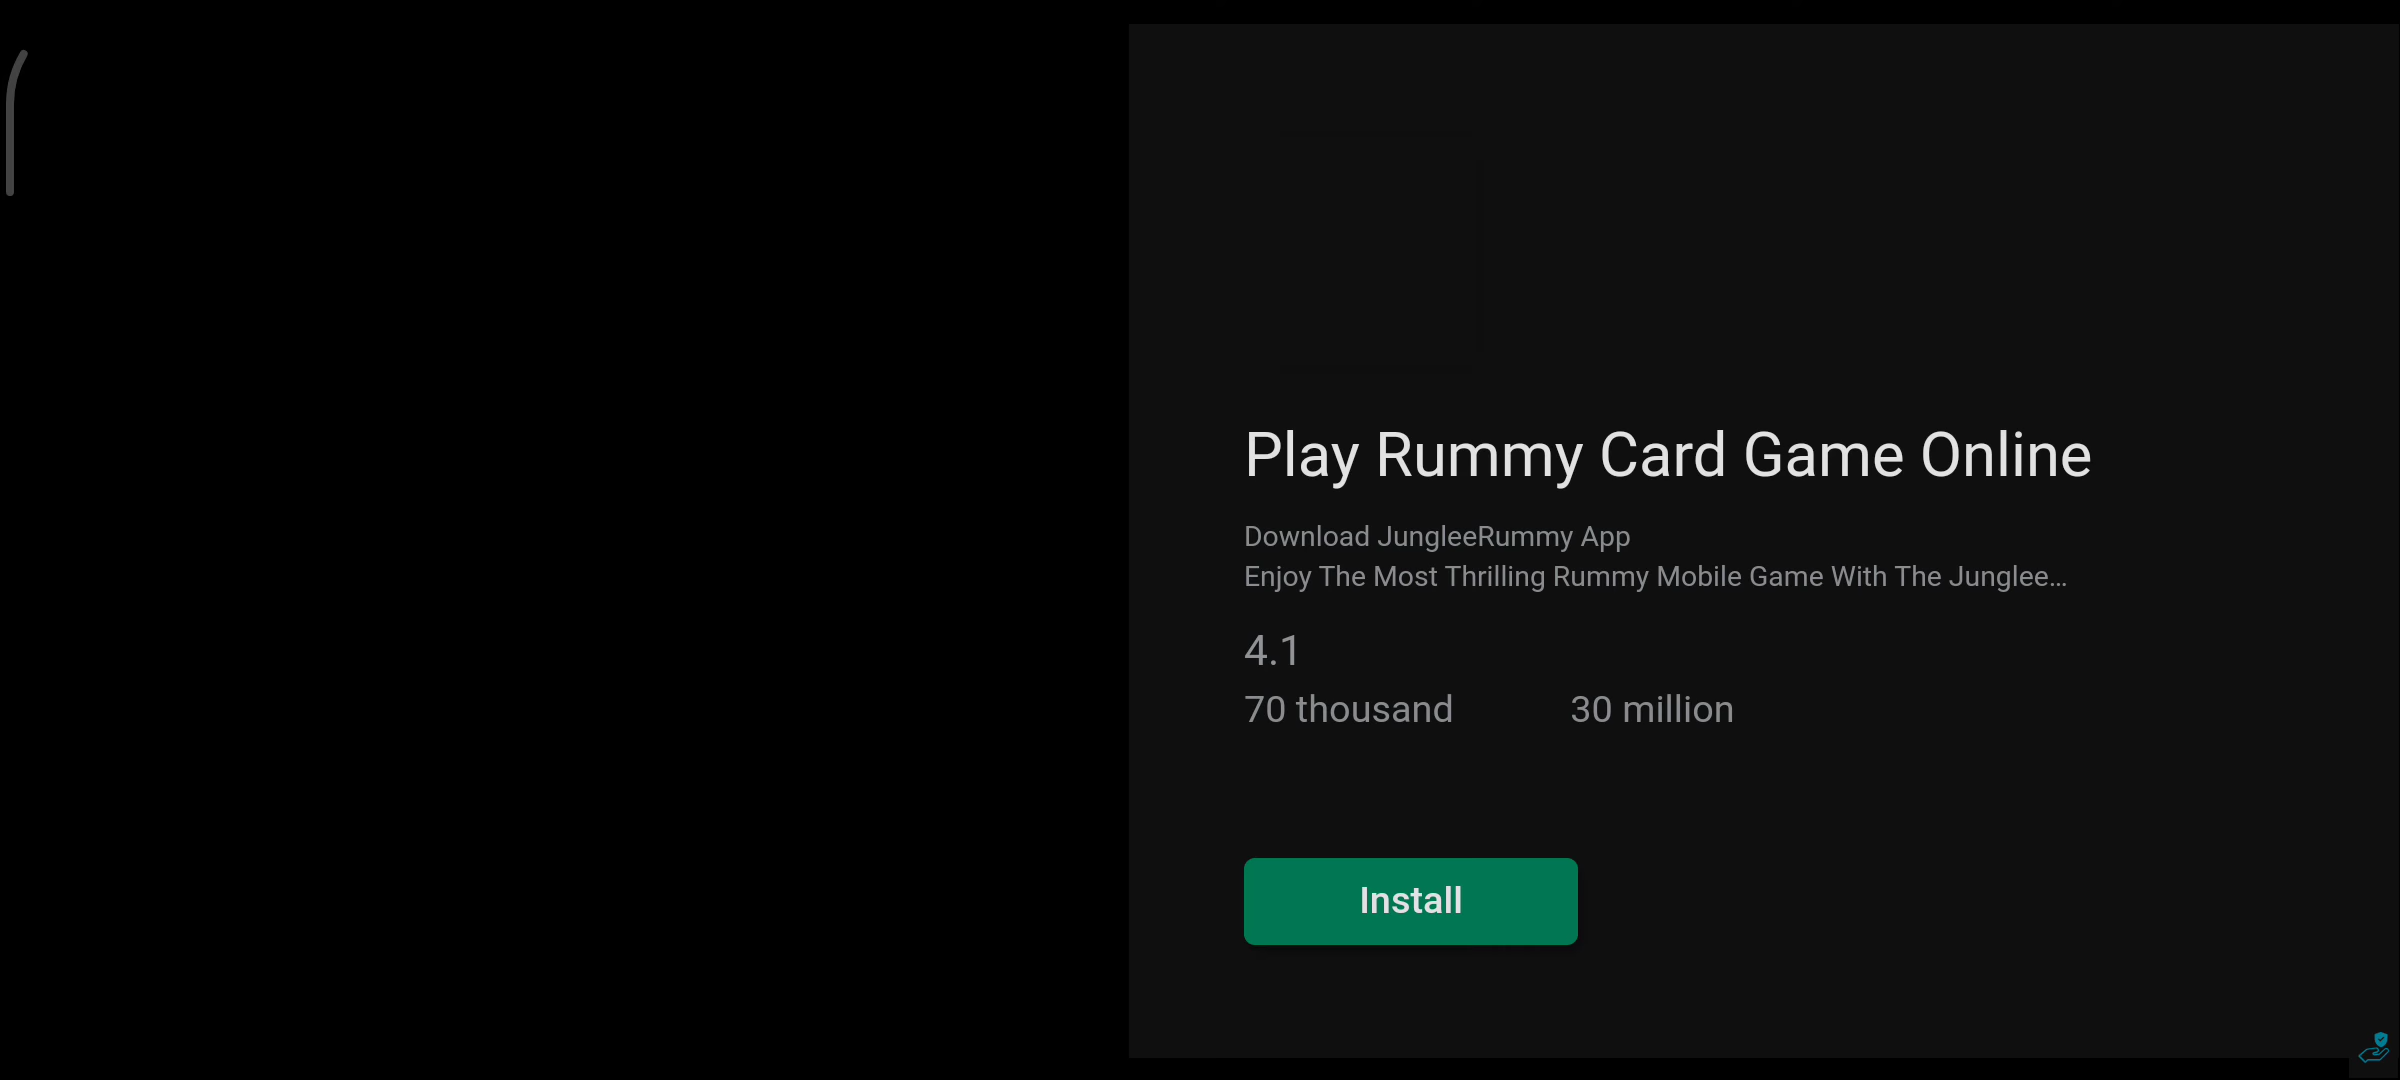 Play Rummy Card Game Online
Download JungleeRummy App
Enjoy The Most Thrilling Rummy Mobile Game With The Junglee…
4.1
70 thousand 30 million
Install